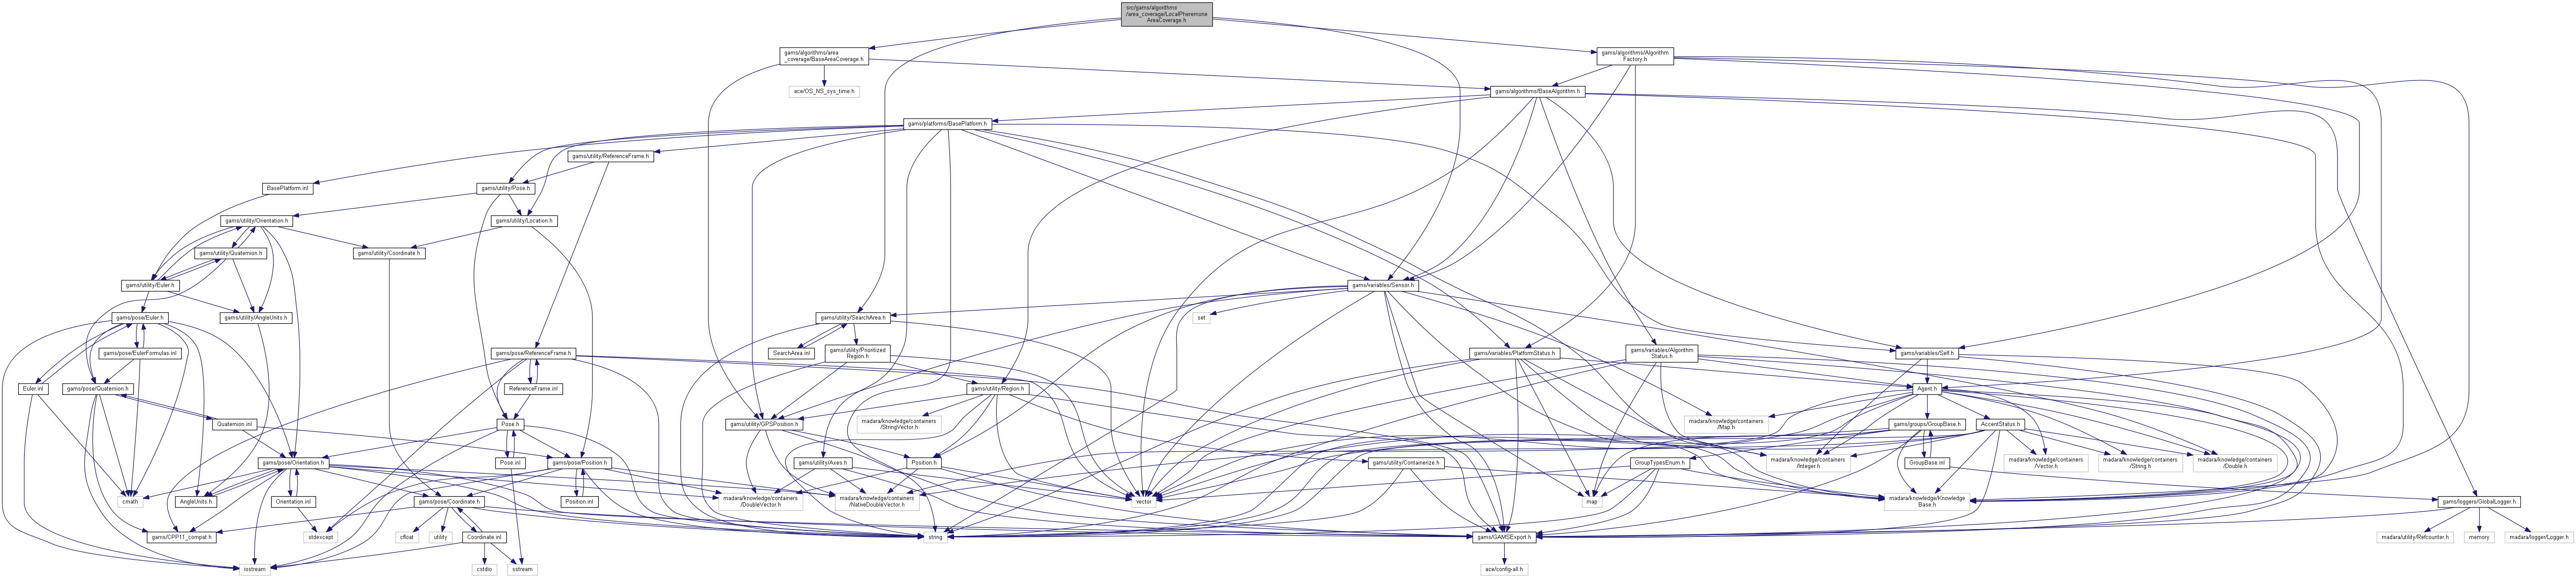 src/gams/algorithms
/area_coverage/LocalPheremone
AreaCoverage.h
gams/algorithms/area
_coverage/BaseAreaCoverage.h
gams/algorithms/Algorithm
Factory.h
ace/OS_NS_sys_time.h
gams/algorithms/BaseAlgorithm.h
gams/platforms/BasePlatform.h
gams/utility/ReferenceFrame.h
BasePlatform.inl
gams/utility/Pose.h
gams/utility/Orientation.h
gams/utility/Location.h
gams/utility/Quaternion.h
gams/utility/Coordinate.h
gams/utility/Euler.h
gams/variables/Sensor.h
gams/pose/Euler.h
gams/utility/AngleUnits.h
gams/utility/SearchArea.h
set
gams/pose/EulerFormulas.inl
gams/pose/ReferenceFrame.h
SearchArea.inl
gams/utility/Prioritized
Region.h
gams/variables/PlatformStatus.h
gams/variables/Algorithm
Status.h
gams/variables/Self.h
Euler.inl
gams/pose/Quaternion.h
ReferenceFrame.inl
gams/utility/Region.h
Agent.h
Quaternion.inl
Pose.h
gams/utility/GPSPosition.h
madara/knowledge/containers
/StringVector.h
madara/knowledge/containers
/Map.h
gams/groups/GroupBase.h
AccentStatus.h
gams/pose/Orientation.h
Pose.inl
gams/pose/Position.h
gams/utility/Axes.h
Position.h
gams/utility/Containerize.h
GroupTypesEnum.h
madara/knowledge/containers
/Integer.h
GroupBase.inl
madara/knowledge/containers
/Vector.h
madara/knowledge/containers
/String.h
madara/knowledge/containers
/Double.h
cmath
AngleUnits.h
Orientation.inl
gams/pose/Coordinate.h
Position.inl
madara/knowledge/containers
/DoubleVector.h
madara/knowledge/containers
/NativeDoubleVector.h
vector
map
madara/knowledge/Knowledge
Base.h
gams/loggers/GlobalLogger.h
gams/CPP11_compat.h
stdexcept
cfloat
utility
Coordinate.inl
string
gams/GAMSExport.h
madara/utility/Refcounter.h
memory
madara/logger/Logger.h
iostream
cstdio
sstream
ace/config-all.h